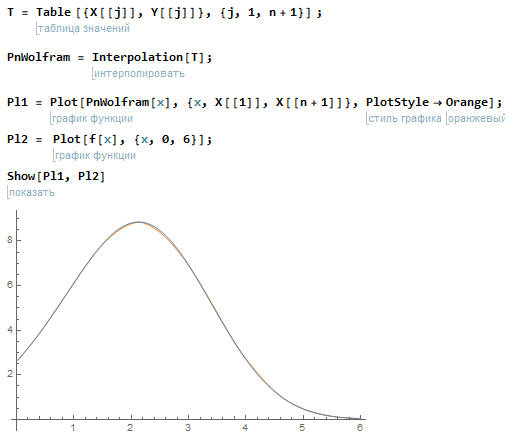 T = Table[{X[[j]], Y[[j]]}, {j, 1, n + 1}];
таблица значений
PnWolfram = Interpolation[T];
интерполировать
Pl1 = Plot[PnWolfram[x], {x, X[[1]], X[[n + 1]]}, PlotStyle → Orange];
график функции стиль графика оранжевый
Pl2 = Plot[f[x], {x, 0, 6}];
график функции
Show[Pl1, Pl2]
показать
8
6
4
2
1 2 3 4 5 6